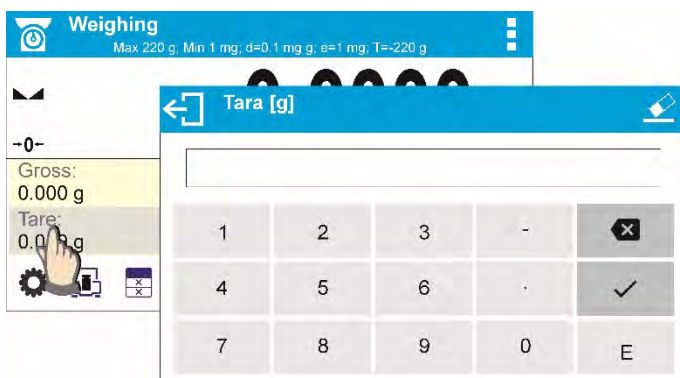 Weighing
Max 220 g; Min 1 mg; d=0.1 mg g; e=1 mg; T=-220 g
Tara [g]
→0←
Gross:
0.000 g
Tare:
1 2 3 -
4 5 6 .
7 8 9 0 E